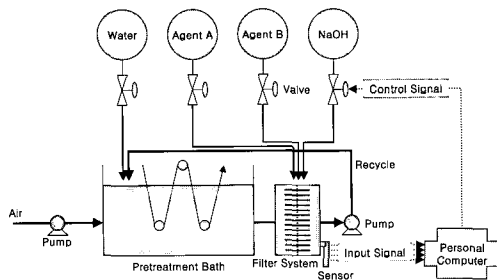 Water
Agent A
Agent B
NaOH
Valve
Control Signal
Recycle
Air
Pump
Pump
Input Signal
Personal
Computer
Pretreatment Bath
Filter System
Sensor